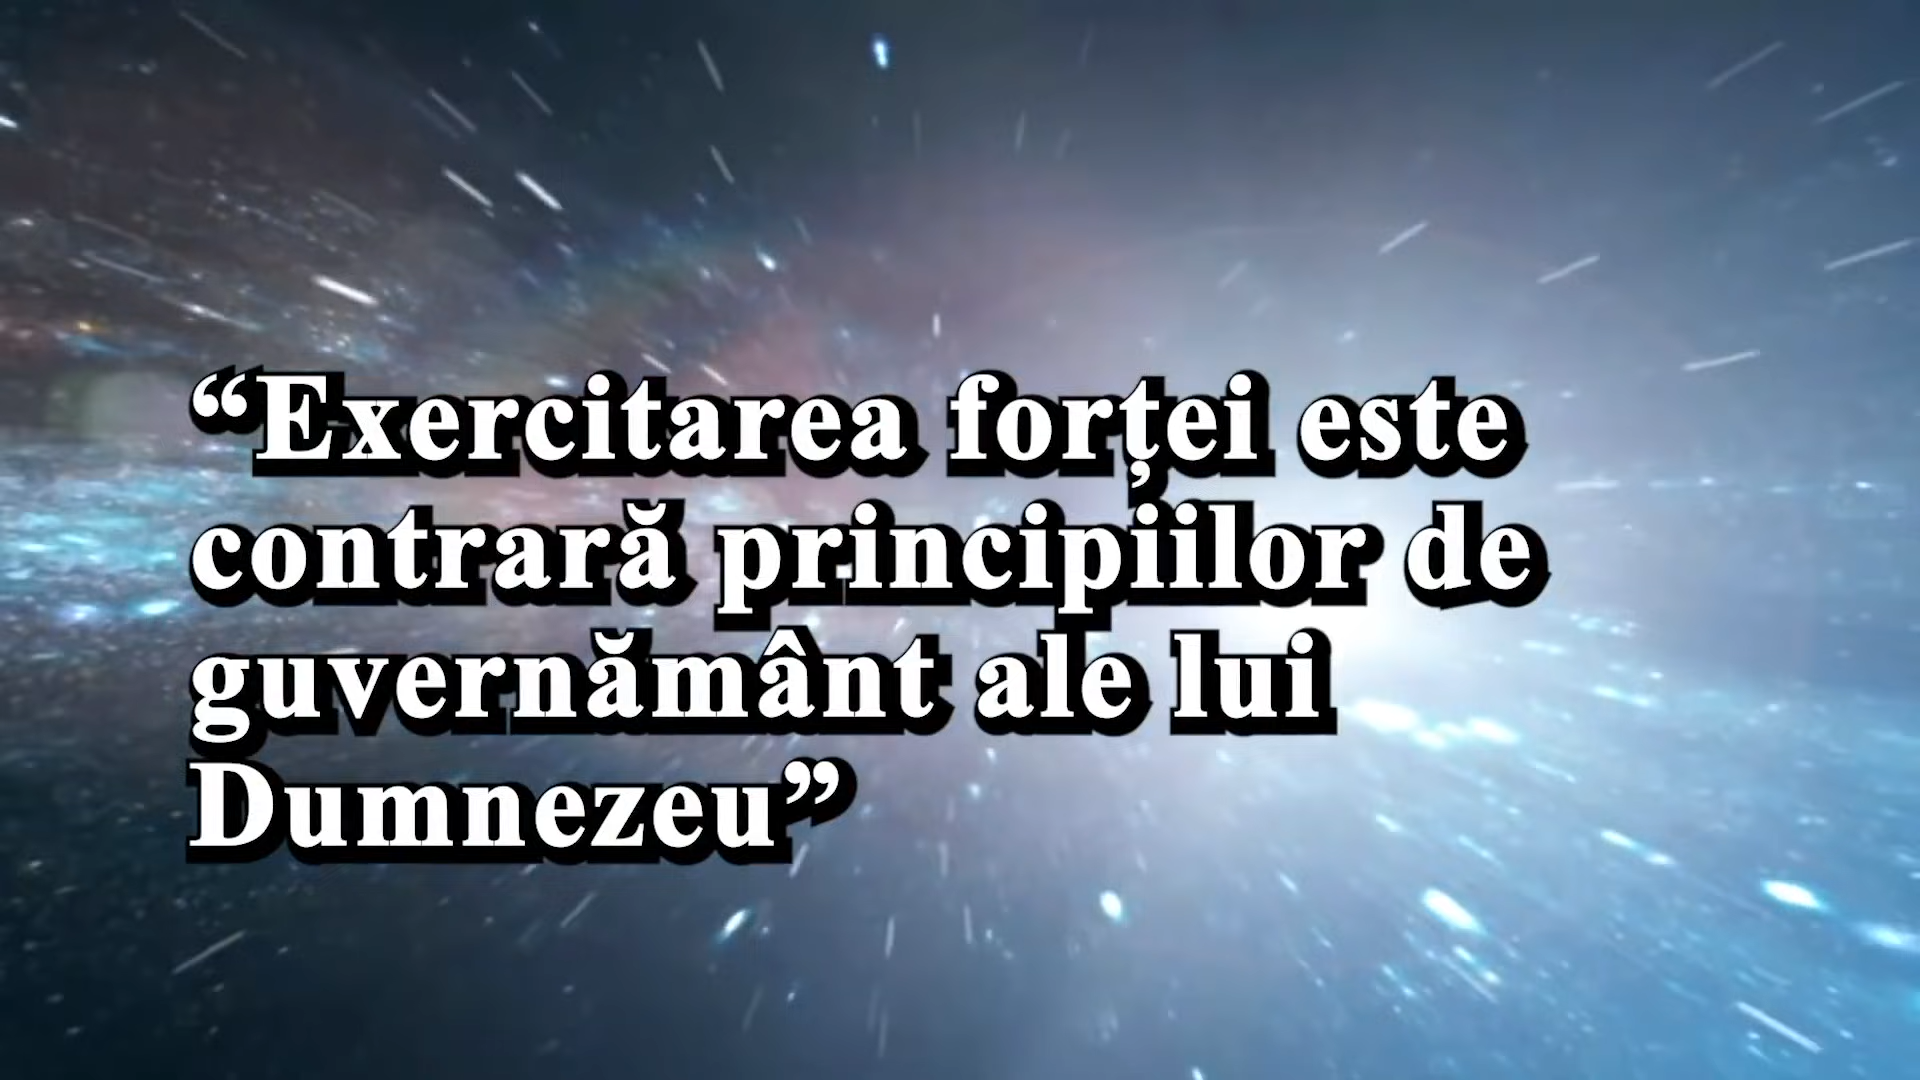 “Exercitarea forței este
contrară principiilor de
guvernământ ale lui
Dumnezeu”